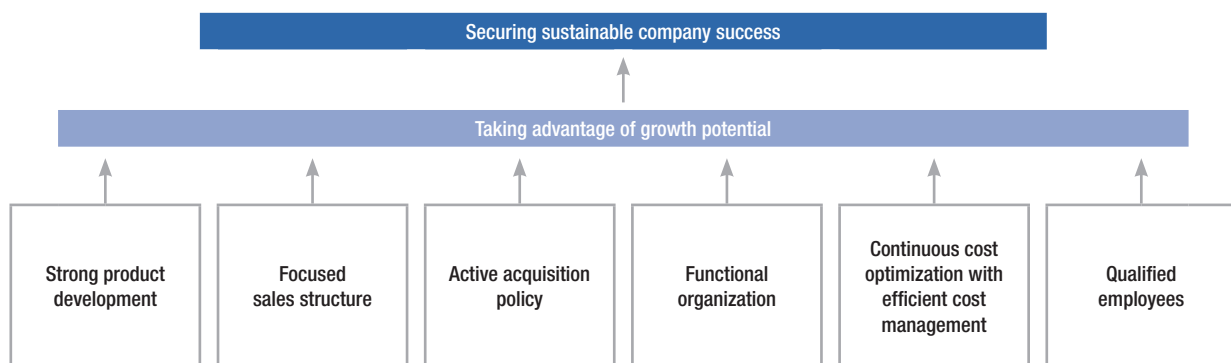 Securing sustainable company success
Taking advantage of growth potential
Strong product
development
Focused
sales structure
Active acquisition
policy
Functional
organization
Continuous cost
optimization with
efficient cost
management
Qualified
employees